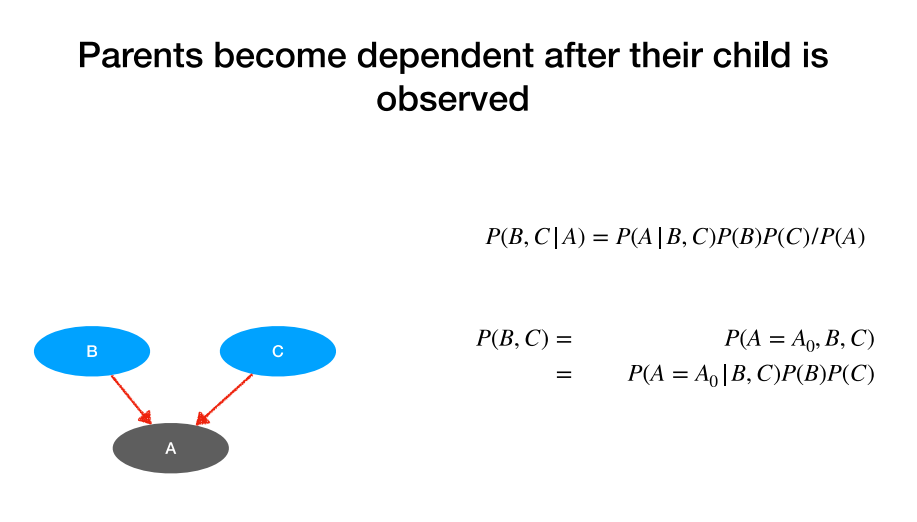 Parents become dependent after their child is
observed
P(B, C | A) = P(A | B, C)P(B)P(C)/P(A)
P(B, C) = P(A = A₀, B, C)
= P(A = A₀ | B, C)P(B)P(C)
B
C
A